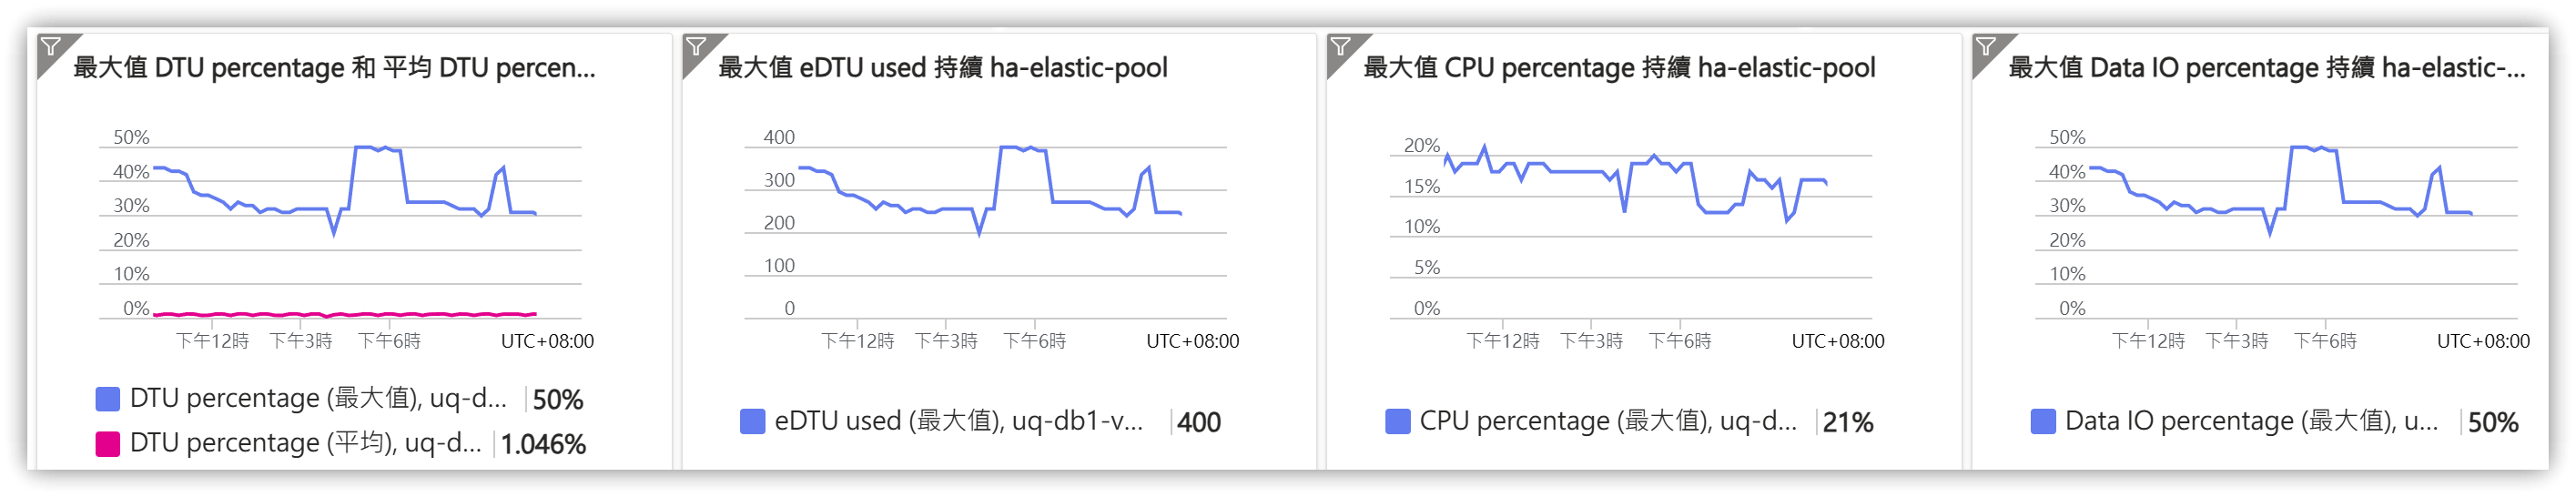 最大值 DTU percentage 和 平均 DTU percen...
50%
40%
30%
20%
10%
0%
下午12時 下午3時 下午6時 UTC+08:00
DTU percentage (最大值), uq-d... 50%
DTU percentage (平均), uq-d... 1.046%
最大值 eDTU used 持續 ha-elastic-pool
400
300
200
100
0
下午12時 下午3時 下午6時 UTC+08:00
eDTU used (最大值), uq-db1-v... 400
最大值 CPU percentage 持續 ha-elastic-pool
20%
15%
10%
5%
0%
下午12時 下午3時 下午6時 UTC+08:00
CPU percentage (最大值), uq-d... 21%
最大值 Data IO percentage 持續 ha-elastic-...
50%
40%
30%
20%
10%
0%
下午12時 下午3時 下午6時 UTC+08:00
Data IO percentage (最大值), u... 50%